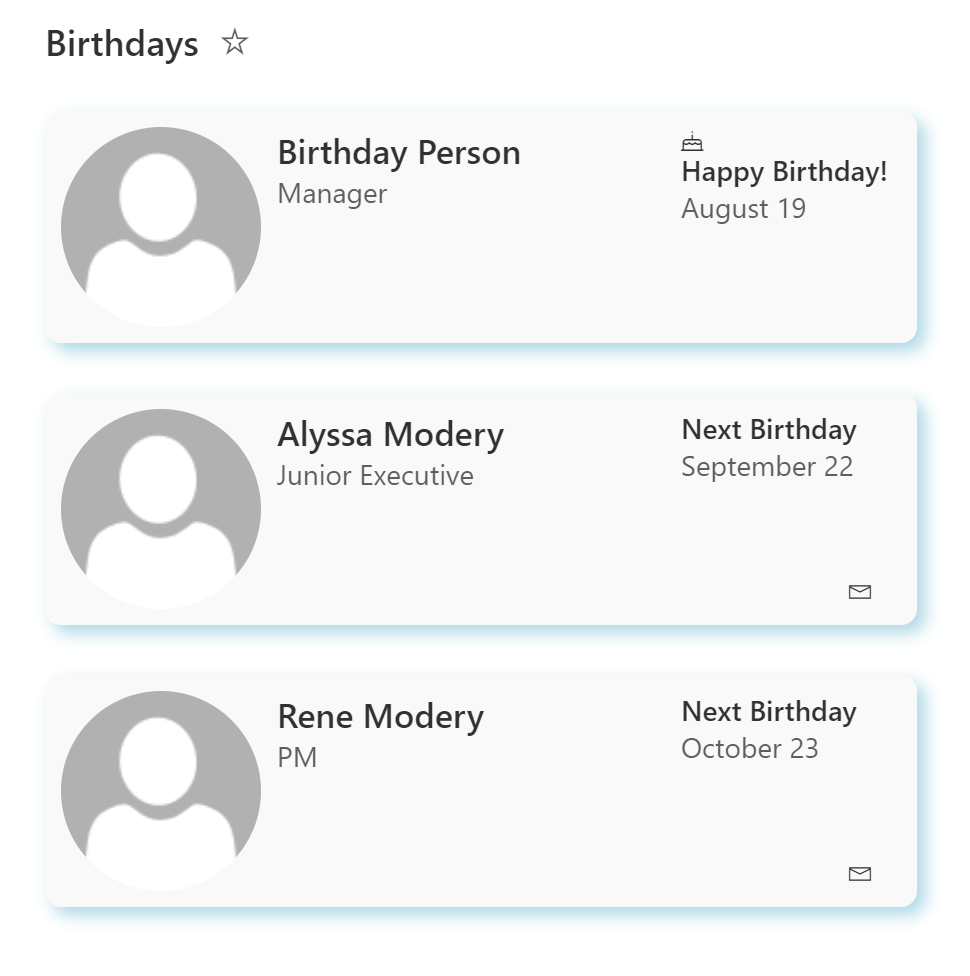 Birthdays
Birthday Person
Manager
Happy Birthday!
August 19
Alyssa Modery
Junior Executive
Next Birthday
September 22
Rene Modery
PM
Next Birthday
October 23